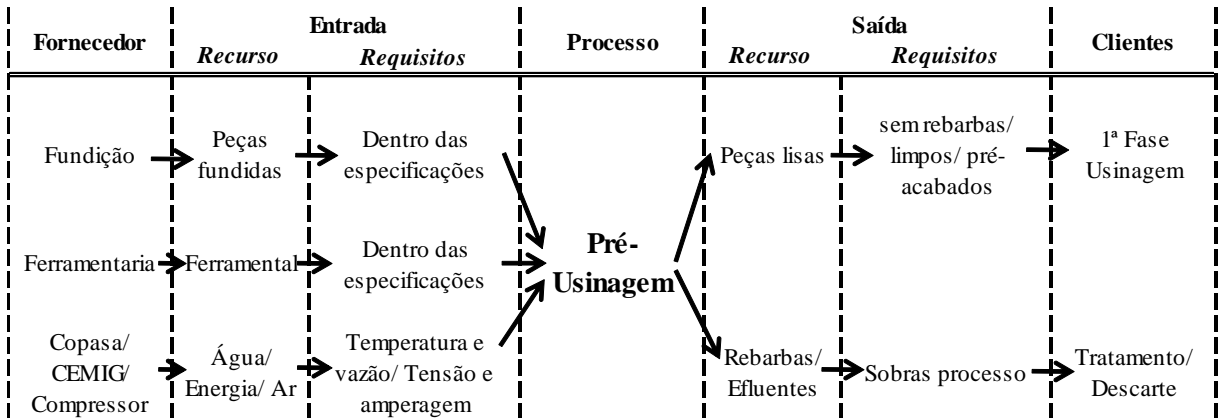 Fornecedor
Entrada
Recurso
Requisitos
Processo
Saída
Recurso
Requisitos
Clientes
Fundição
Peças
fundidas
Dentro das
especificações
Peças lisas
sem rebarbas/
limpos/ pré-
acabados
1ª Fase
Usinagem
Ferramentaria
Ferramental
Dentro das
especificações
Pré-
Usinagem
Copasa/
CEMIG/
Compressor
Água/
Energia/ Ar
Temperatura e
vazão/ Tensão e
amperagem
Rebarbas/
Efluentes
Sobras processo
Tratamento/
Descarte